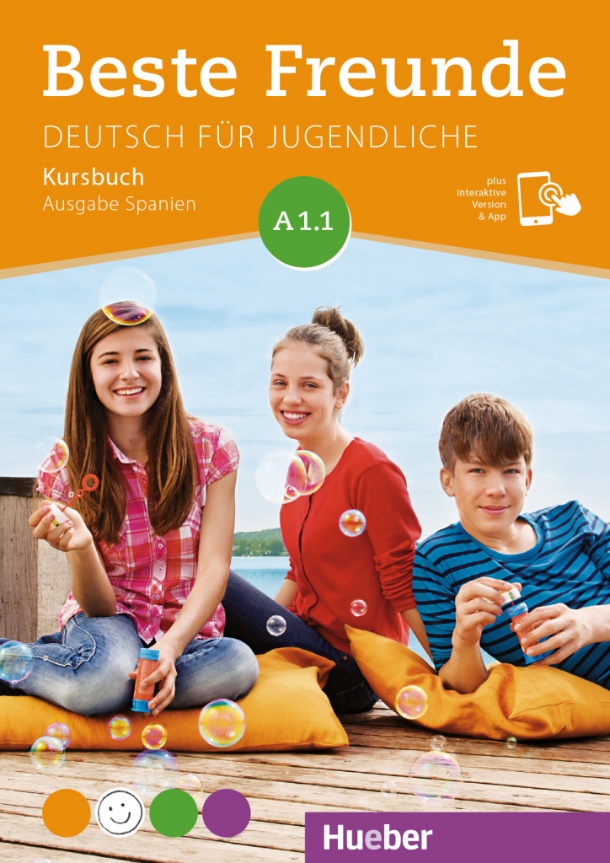 Beste Freunde
DEUTSCH FÜR JUGENDLICHE
Kursbuch
Ausgabe Spanien
A 1.1
plus
interaktive
Version
& App
Hueber